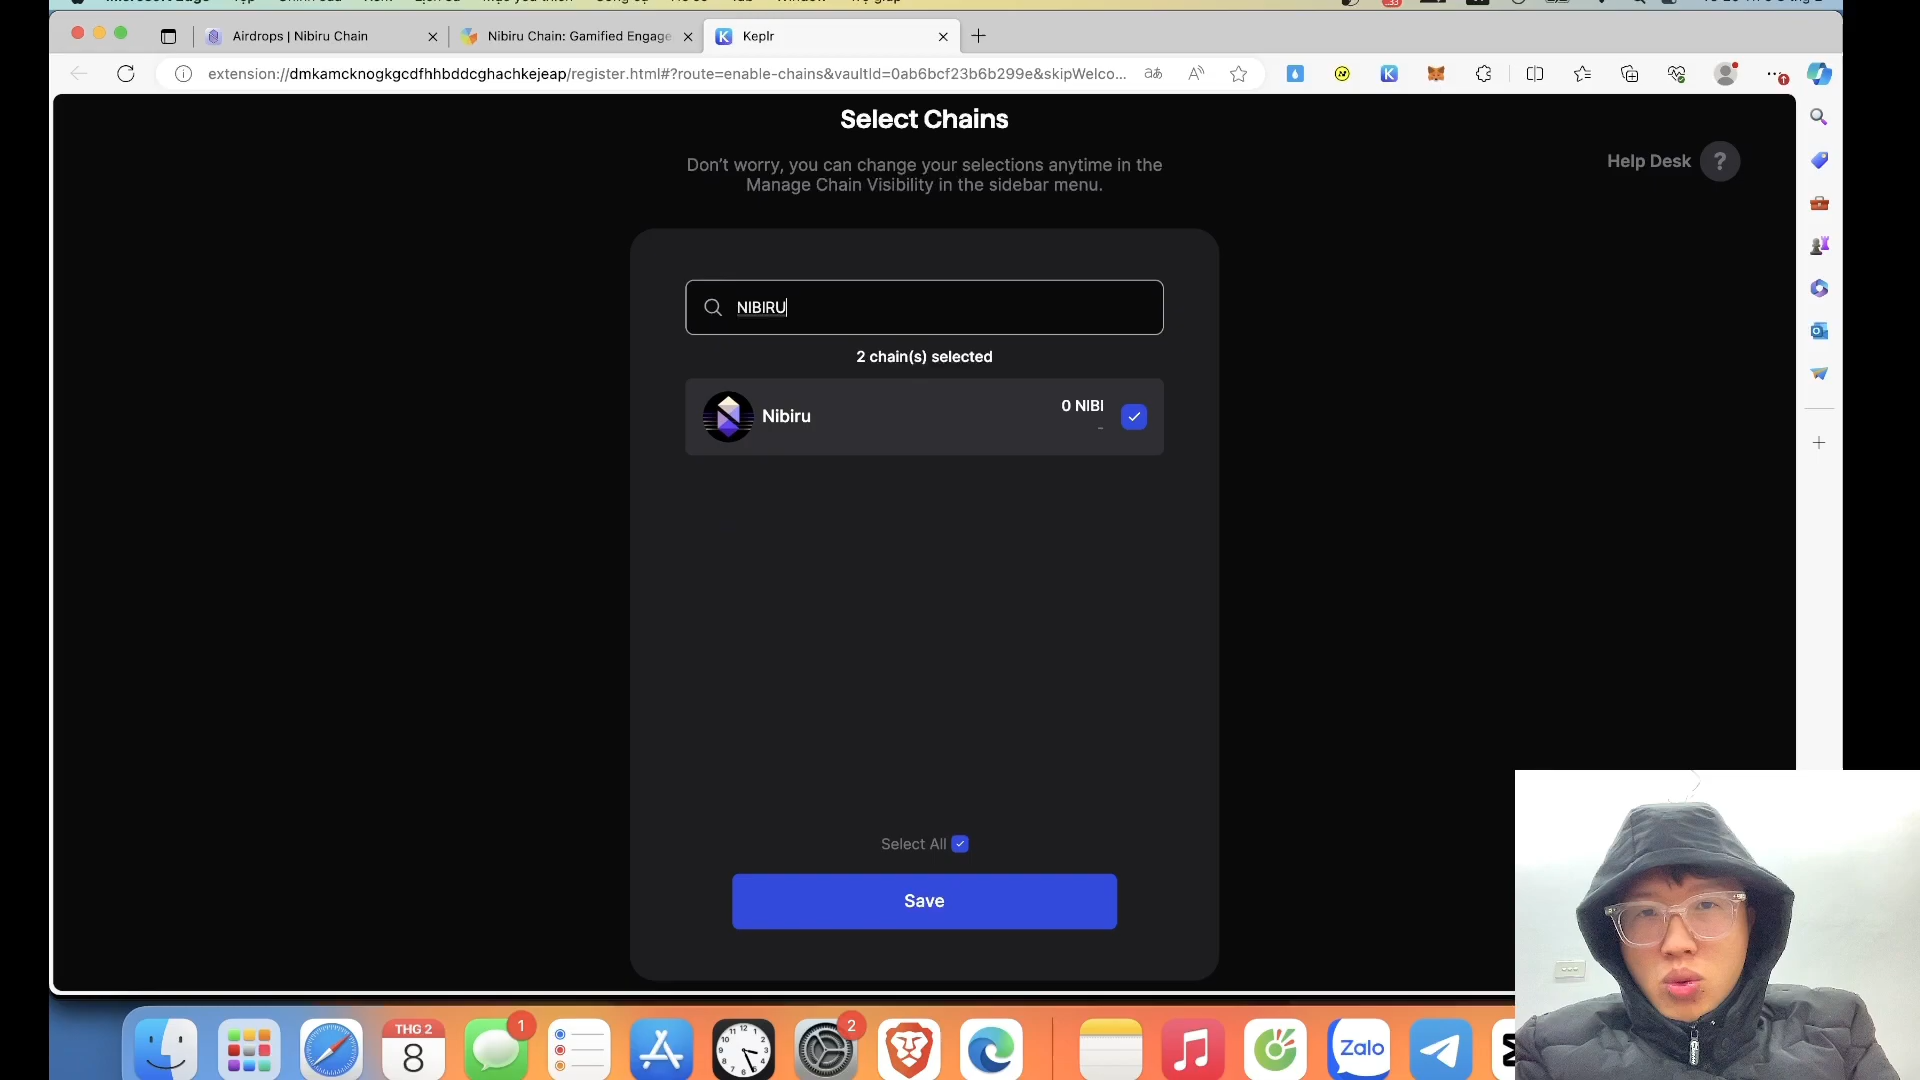 Airdrops | Nibiru Chain
Nibiru Chain: Gamified Engage
Keplr
extension://dmkamcknogkgcdfhhbddcghachkejeap/register.html#?route=enable-chains&vaultId=0ab6bcf23b6b299e&skipWelco...
Select Chains
Don't worry, you can change your selections anytime in the
Manage Chain Visibility in the sidebar menu.
Help Desk ?
NIBIRU
2 chain(s) selected
Nibiru
0 NIBI
-
Select All
Save
THG 2
8
1
2
Zalo